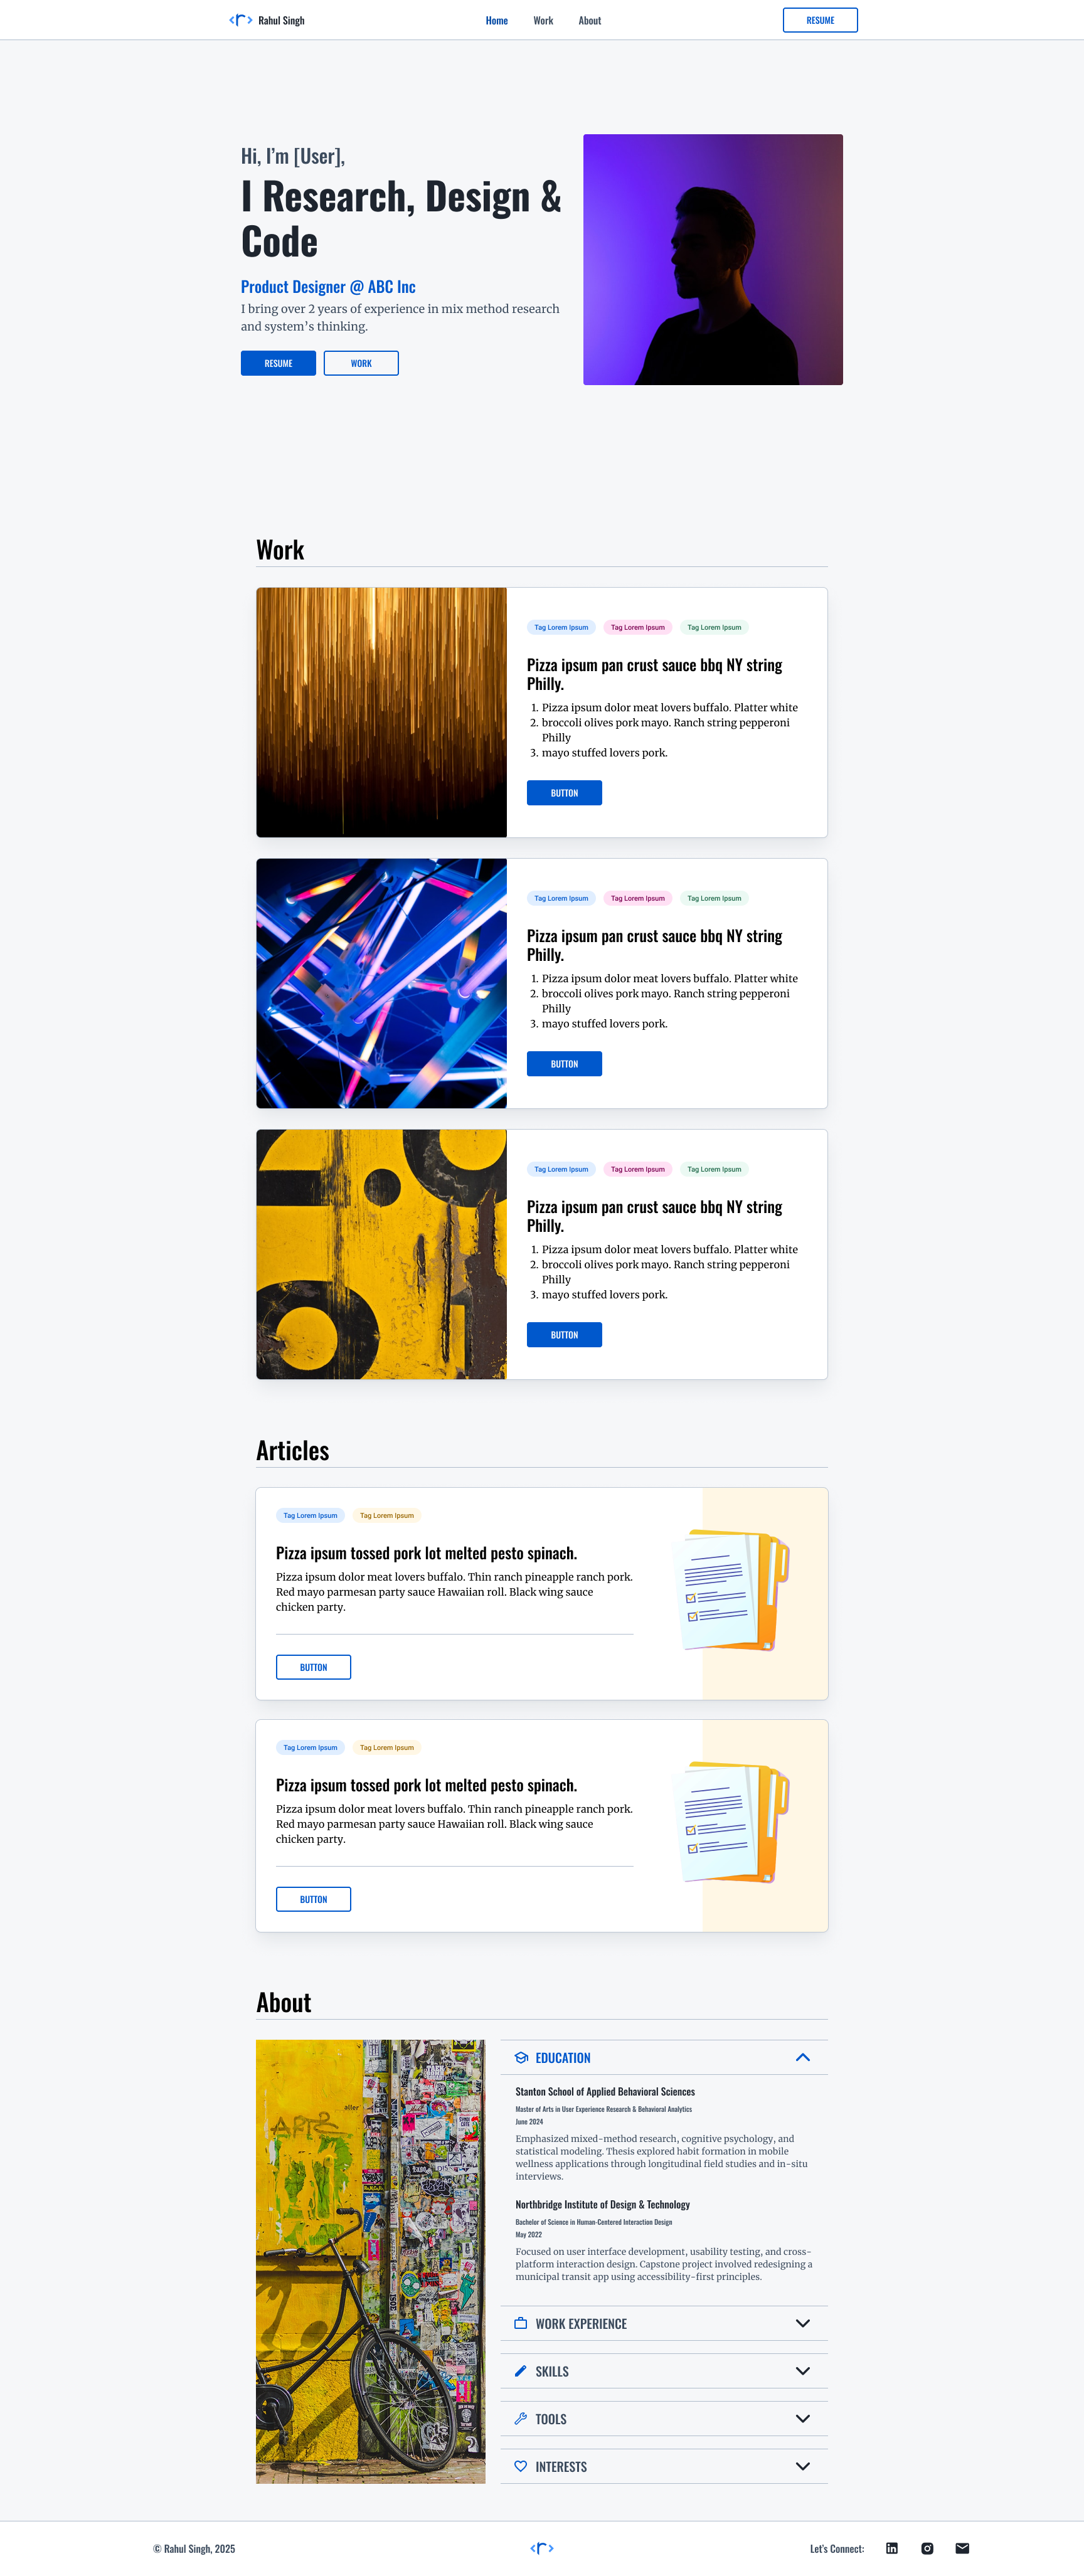 <r> Rahul Singh
Home
Work
About
RESUME
Hi, I’m [User],
I Research, Design &
Code
Product Designer @ ABC Inc
I bring over 2 years of experience in mix method research
and system’s thinking.
RESUME
WORK
Work
Tag Lorem Ipsum
Tag Lorem Ipsum
Tag Lorem Ipsum
Pizza ipsum pan crust sauce bbq NY string
Philly.
1. Pizza ipsum dolor meat lovers buffalo. Platter white
2. broccoli olives pork mayo. Ranch string pepperoni
Philly
3. mayo stuffed lovers pork.
BUTTON
Tag Lorem Ipsum
Tag Lorem Ipsum
Tag Lorem Ipsum
Pizza ipsum pan crust sauce bbq NY string
Philly.
1. Pizza ipsum dolor meat lovers buffalo. Platter white
2. broccoli olives pork mayo. Ranch string pepperoni
Philly
3. mayo stuffed lovers pork.
BUTTON
Tag Lorem Ipsum
Tag Lorem Ipsum
Tag Lorem Ipsum
Pizza ipsum pan crust sauce bbq NY string
Philly.
1. Pizza ipsum dolor meat lovers buffalo. Platter white
2. broccoli olives pork mayo. Ranch string pepperoni
Philly
3. mayo stuffed lovers pork.
BUTTON
Articles
Tag Lorem Ipsum
Tag Lorem Ipsum
Pizza ipsum tossed pork lot melted pesto spinach.
Pizza ipsum dolor meat lovers buffalo. Thin ranch pineapple ranch pork.
Red mayo parmesan party sauce Hawaiian roll. Black wing sauce
chicken party.
BUTTON
Tag Lorem Ipsum
Tag Lorem Ipsum
Pizza ipsum tossed pork lot melted pesto spinach.
Pizza ipsum dolor meat lovers buffalo. Thin ranch pineapple ranch pork.
Red mayo parmesan party sauce Hawaiian roll. Black wing sauce
chicken party.
BUTTON
About
aller
EDUCATION
Stanton School of Applied Behavioral Sciences
Master of Arts in User Experience Research & Behavioral Analytics
June 2024
Emphasized mixed-method research, cognitive psychology, and
statistical modeling. Thesis explored habit formation in mobile
wellness applications through longitudinal field studies and in-situ
interviews.
Northbridge Institute of Design & Technology
Bachelor of Science in Human-Centered Interaction Design
May 2022
Focused on user interface development, usability testing, and cross-
platform interaction design. Capstone project involved redesigning a
municipal transit app using accessibility-first principles.
WORK EXPERIENCE
SKILLS
TOOLS
INTERESTS
© Rahul Singh, 2025
<r>
Let’s Connect: